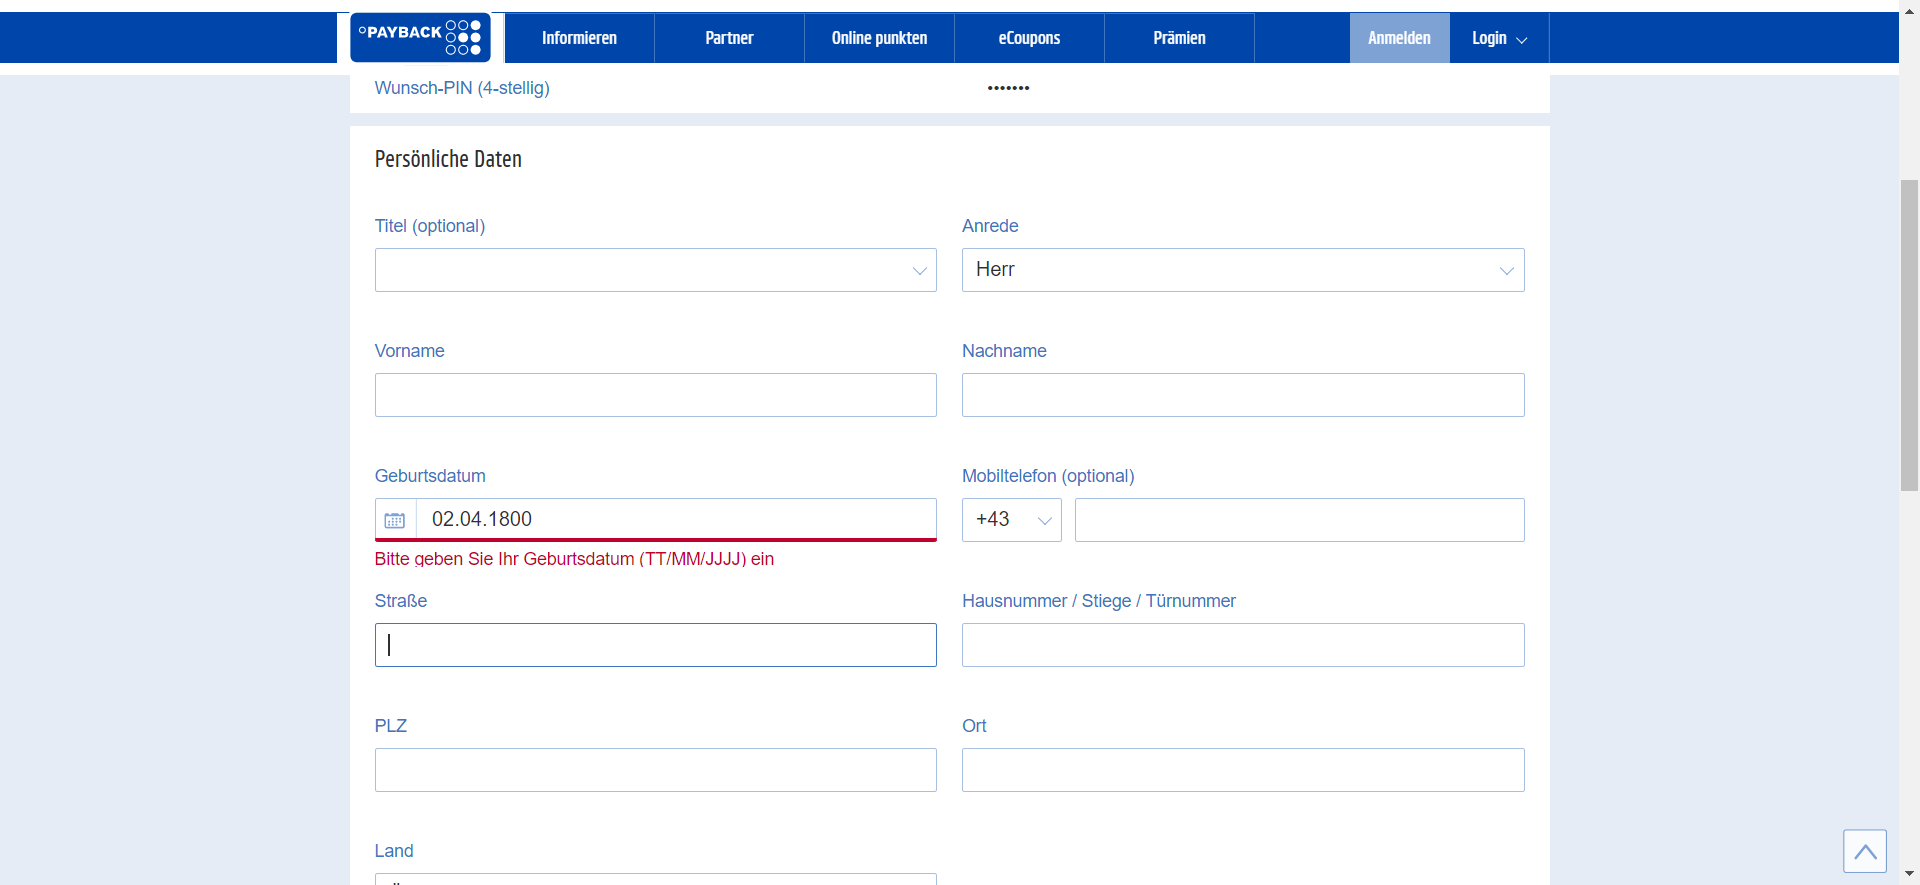 PAYBACK
Informieren
Partner
Online punkten
eCoupons
Prämien
Anmelden
Login
Wunsch-PIN (4-stellig)
•••••••
Persönliche Daten
Titel (optional)
Anrede
Herr
Vorname
Nachname
Geburtsdatum
Mobiltelefon (optional)
02.04.1800
+43
Bitte geben Sie Ihr Geburtsdatum (TT/MM/JJJJ) ein
Straße
Hausnummer / Stiege / Türnummer
PLZ
Ort
Land